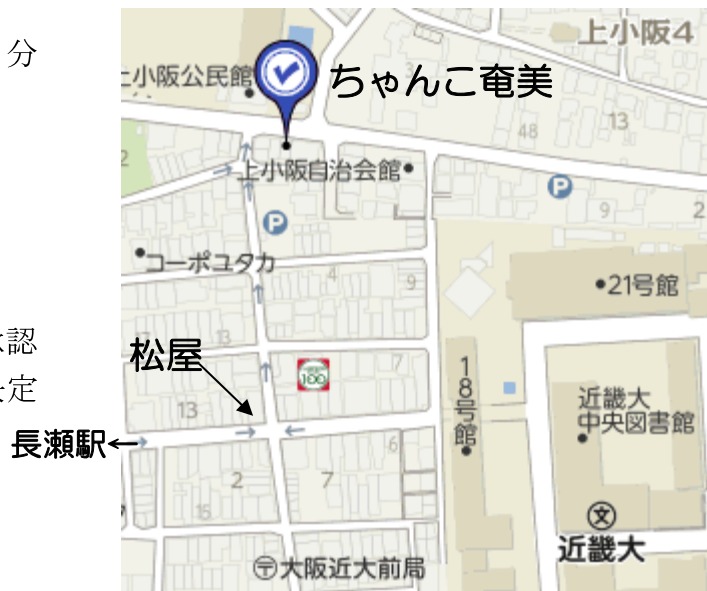 分
上小阪4
上小阪公民館
ちゃんこ奄美
13
48
2
上小阪自治会館
P
9
2
P
コーポユタカ
4
9
21号館
認
定
松屋
13
7
100
18号館
近畿大
中央図書館
13
長瀬駅←
6
2
7
15
文
近畿大
〒大阪近大前局